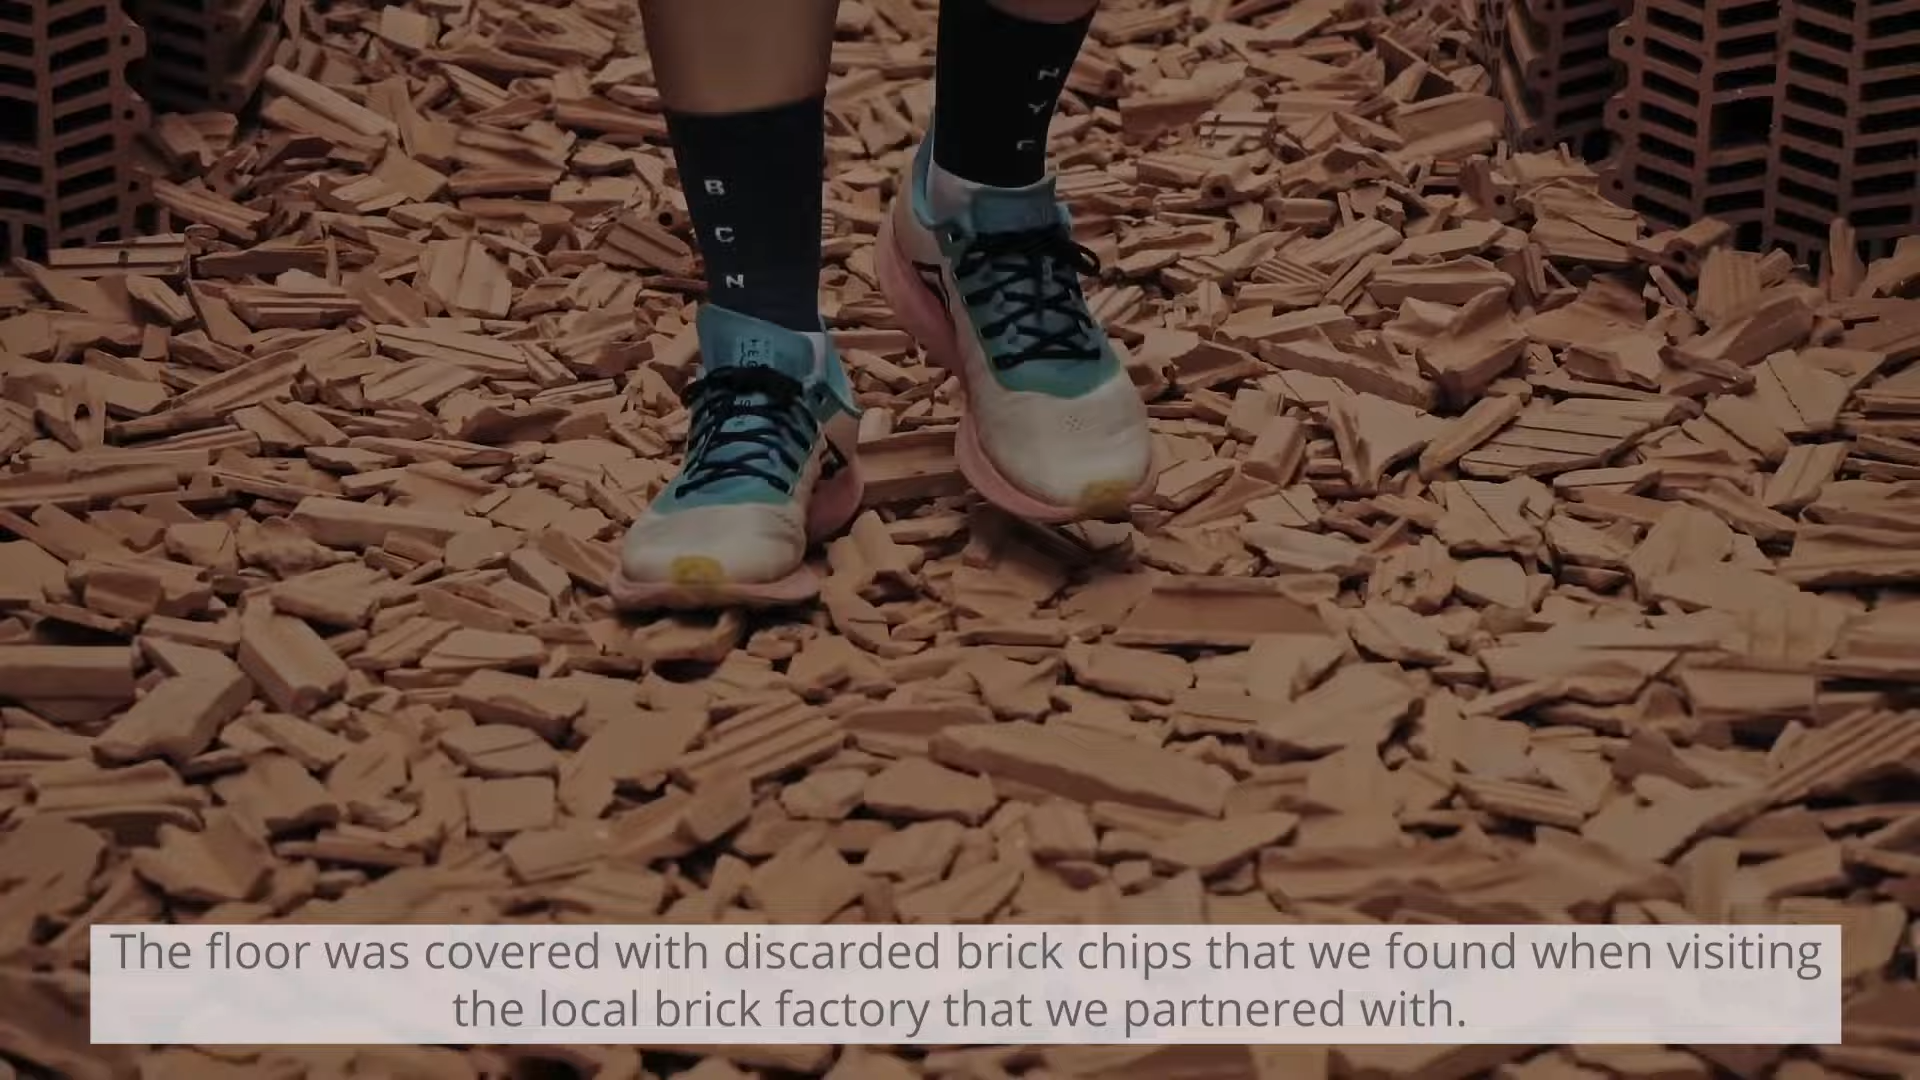 N
Y
C
B
C
N
The floor was covered with discarded brick chips that we found when visiting
the local brick factory that we partnered with.